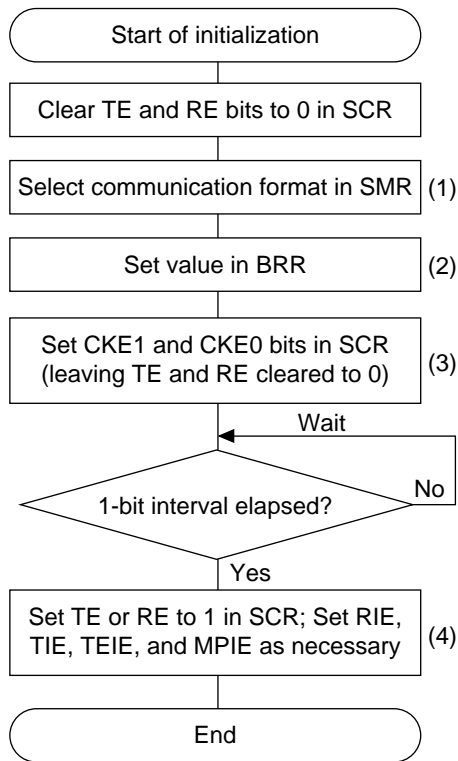 Start of initialization
Clear TE and RE bits to 0 in SCR
Select communication format in SMR
(1)
Set value in BRR
(2)
Set CKE1 and CKE0 bits in SCR
(leaving TE and RE cleared to 0)
(3)
Wait
1-bit interval elapsed?
No
Yes
Set TE or RE to 1 in SCR; Set RIE,
TIE, TEIE, and MPIE as necessary
(4)
End